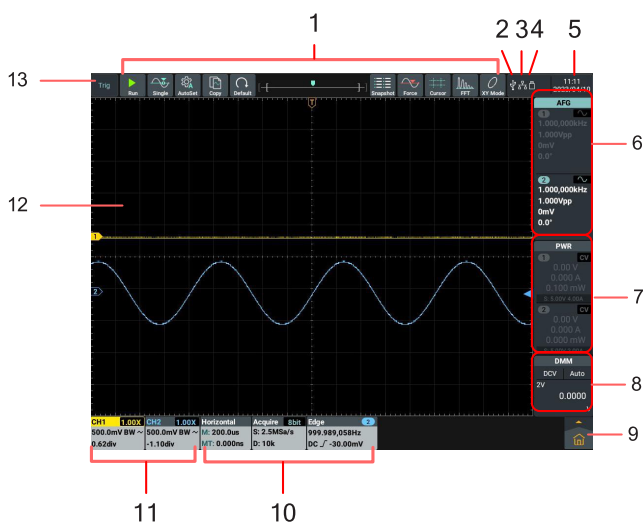 1
2 3 4 5
13
Trig
Run Single AutoSet Copy Default Snapshot Force Cursor FFT XY Mode
11:11
T
AFG
1
1.000,000kHz
1.000Vpp
0mV
0.0°
6
2
1.000,000kHz
1.000Vpp
0mV
0.0°
12
1
PWR
1 CV
0.00 V
0.000 A
0.100 mW
2
7
2 CV
0.00 V
0.000 A
0.000 mW
DMM
DCV Auto
2V
0.0000
8
CH1 1.00X CH2 1.00X Horizontal Acquire 8bit Edge 2
500.0mV BW ~ 500.0mV BW ~ M: 200.0us S: 2.5MSa/s 999,989,058Hz
0.62div -1.10div MT: 0.000ns D: 10k DC -30.00mV
9
11 10